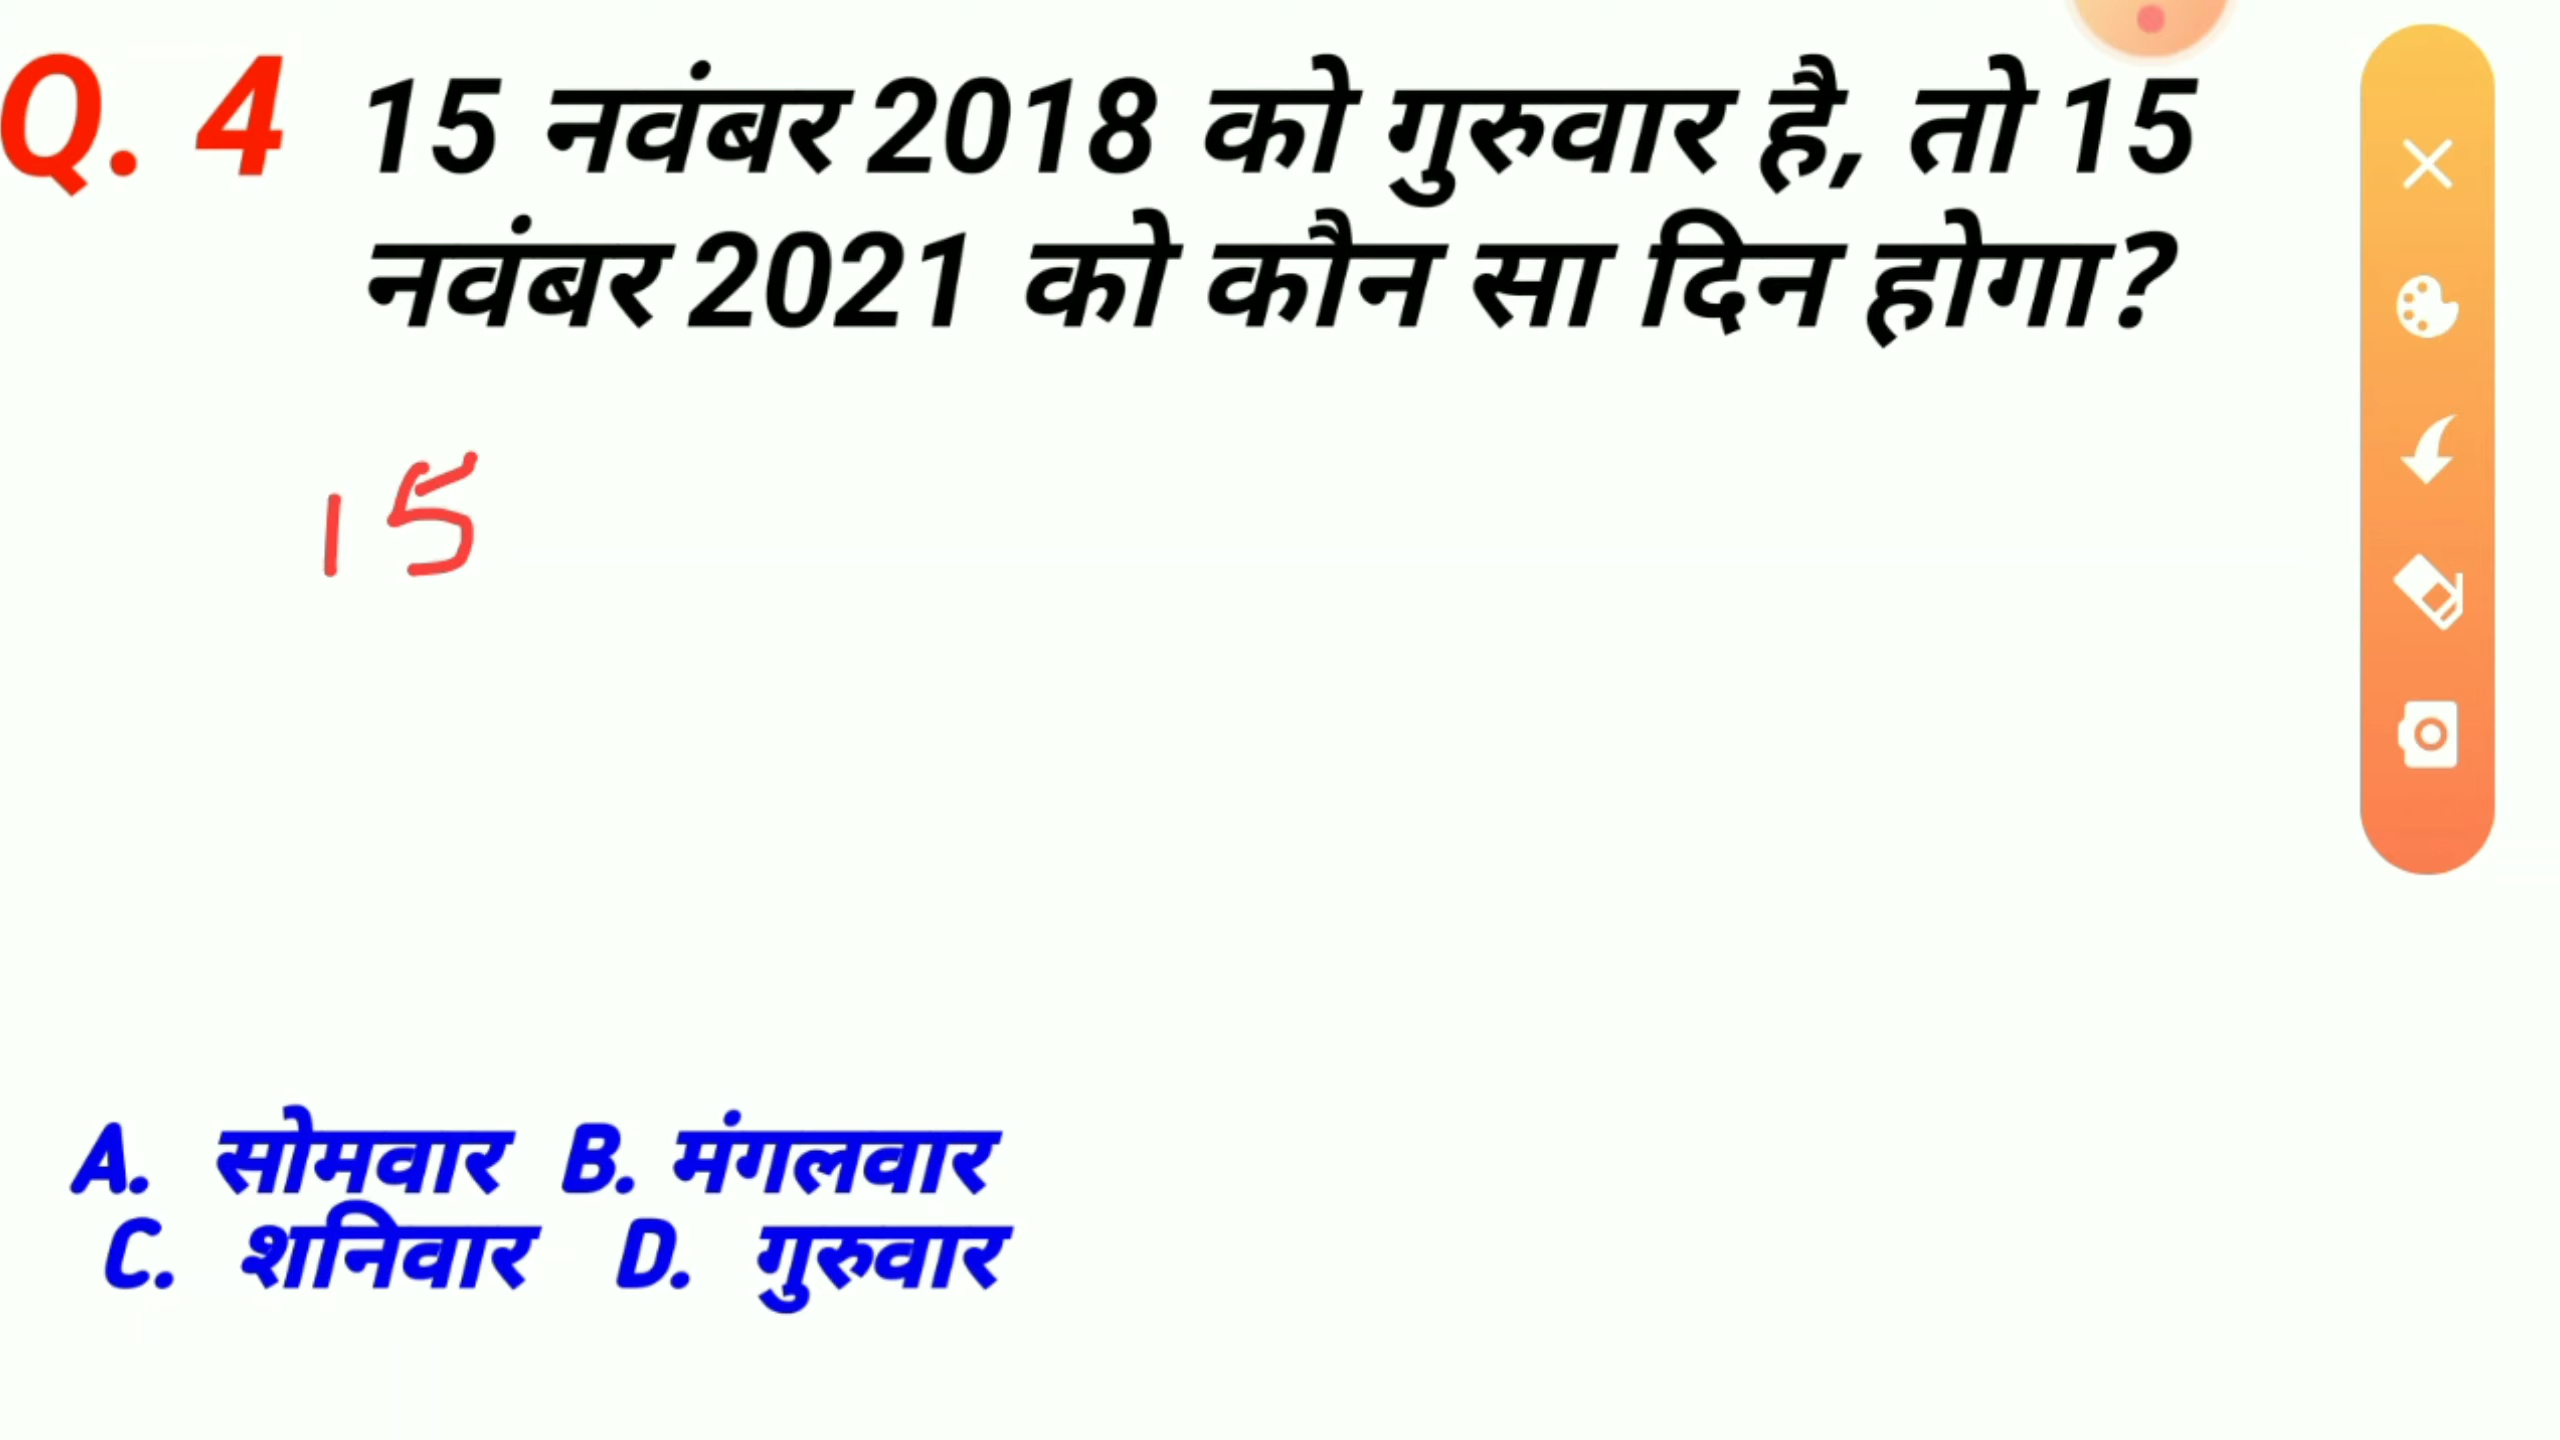 Q. 4 15 नवंबर 2018 को गुरुवार है, तो 15
नवंबर 2021 को कौन सा दिन होगा?
15
A. सोमवार B. मंगलवार
C. शनिवार D. गुरुवार